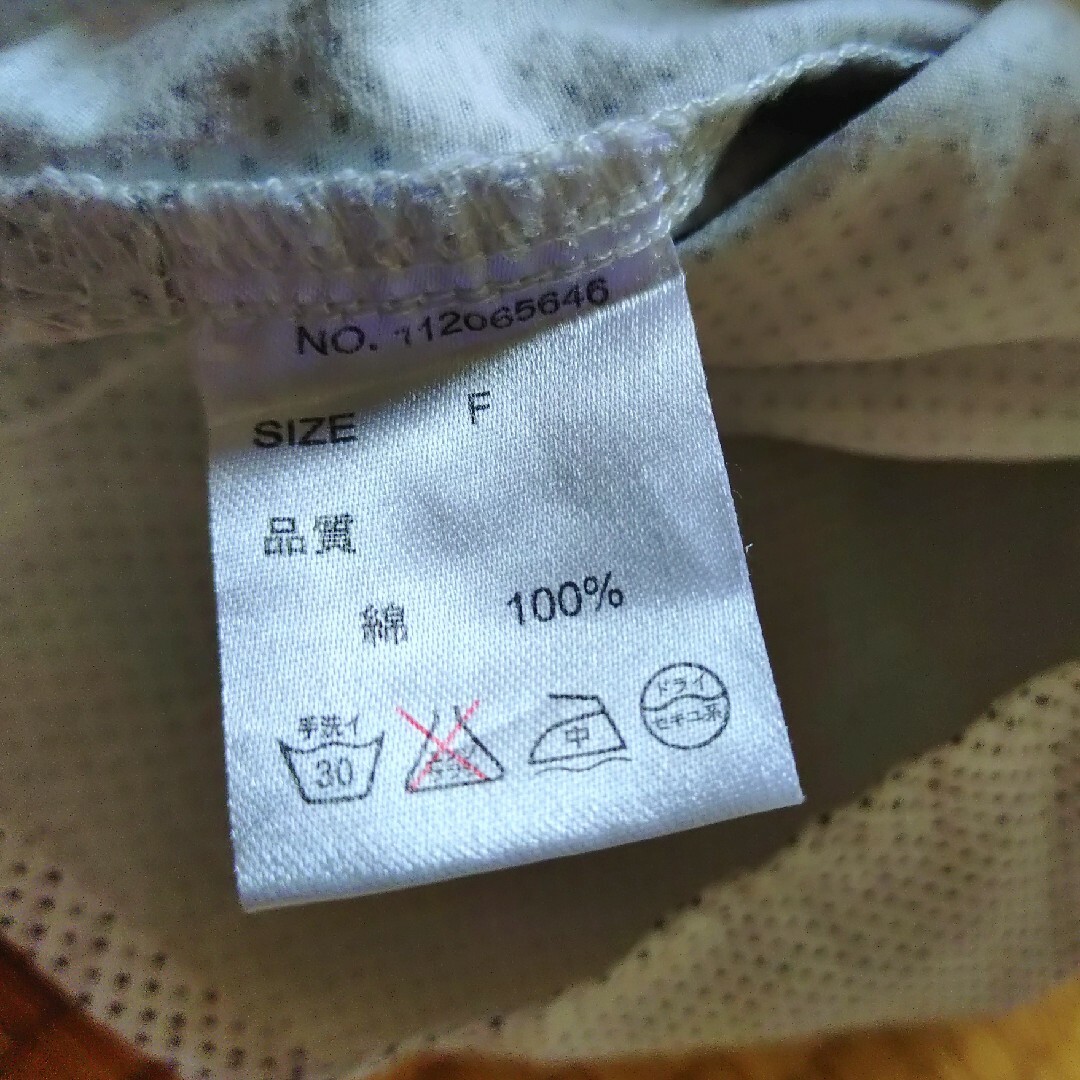 NO. 112065646
SIZE F
品質
綿 100%
手洗イ 中 ドライ
30 セキユ系